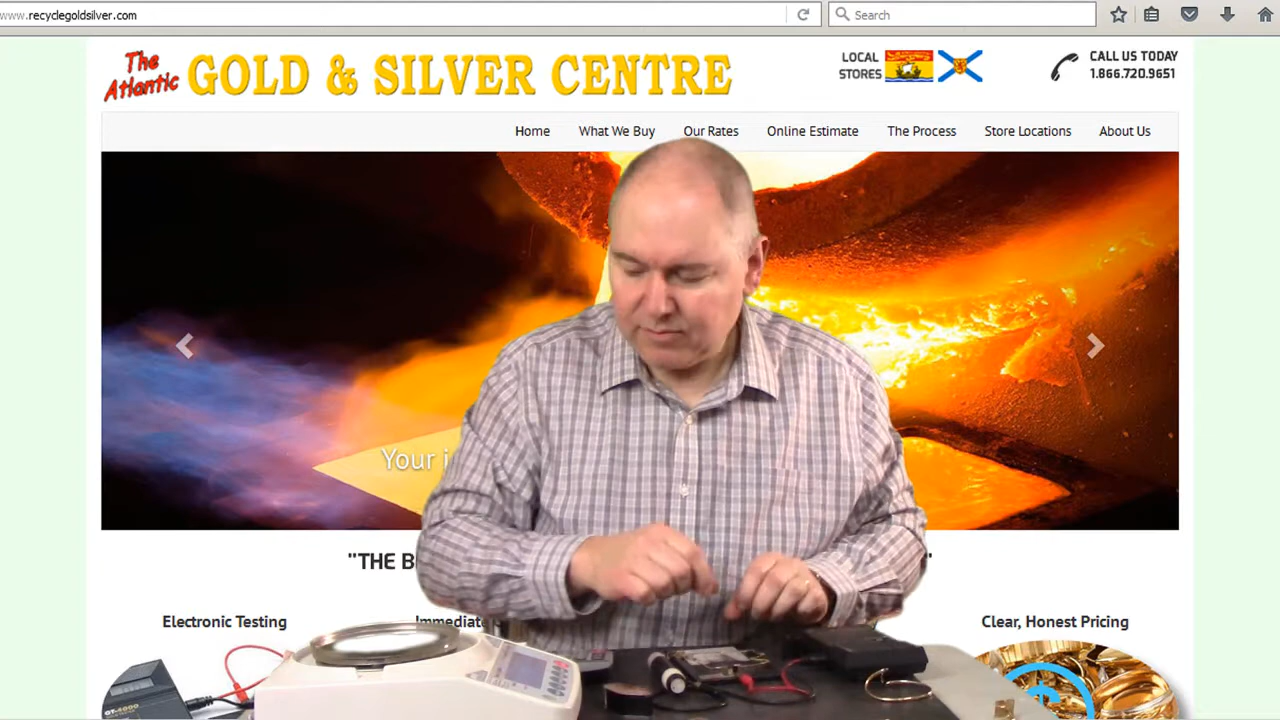 www.recyclegoldsilver.com
Search
The Atlantic GOLD & SILVER CENTRE
LOCAL STORES
CALL US TODAY
1.866.720.9651
Home What We Buy Our Rates Online Estimate The Process Store Locations About Us
Your i
"THE B "
Electronic Testing Immediate Clear, Honest Pricing